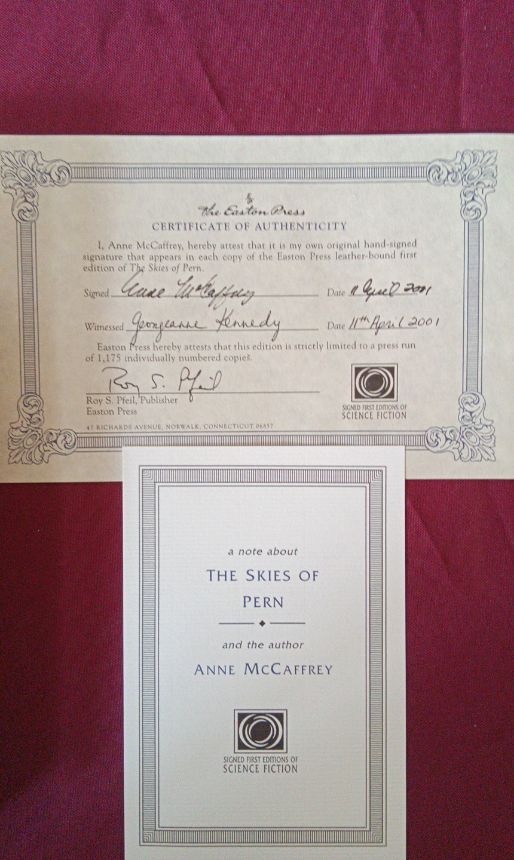 The Easton Press
CERTIFICATE OF AUTHENTICITY
I, Anne McCaffrey, hereby attest that it is my own original hand-signed
signature that appears in each copy of the Easton Press leather-bound first
edition of The Skies of Pern.
Signed Anne McCaffrey Date 11 April 2001
Witnessed Georgeanne Kennedy Date 11th April 2001
Easton Press hereby attests that this edition is strictly limited to a press run
of 1,175 individually numbered copies.
Roy S. Pfeil
Roy S. Pfeil, Publisher
Easton Press
SIGNED FIRST EDITIONS OF
SCIENCE FICTION
47 RICHARDS AVENUE, NORWALK, CONNECTICUT 06857
a note about
THE SKIES OF
PERN
and the author
ANNE MCCAFFREY
SIGNED FIRST EDITIONS OF
SCIENCE FICTION